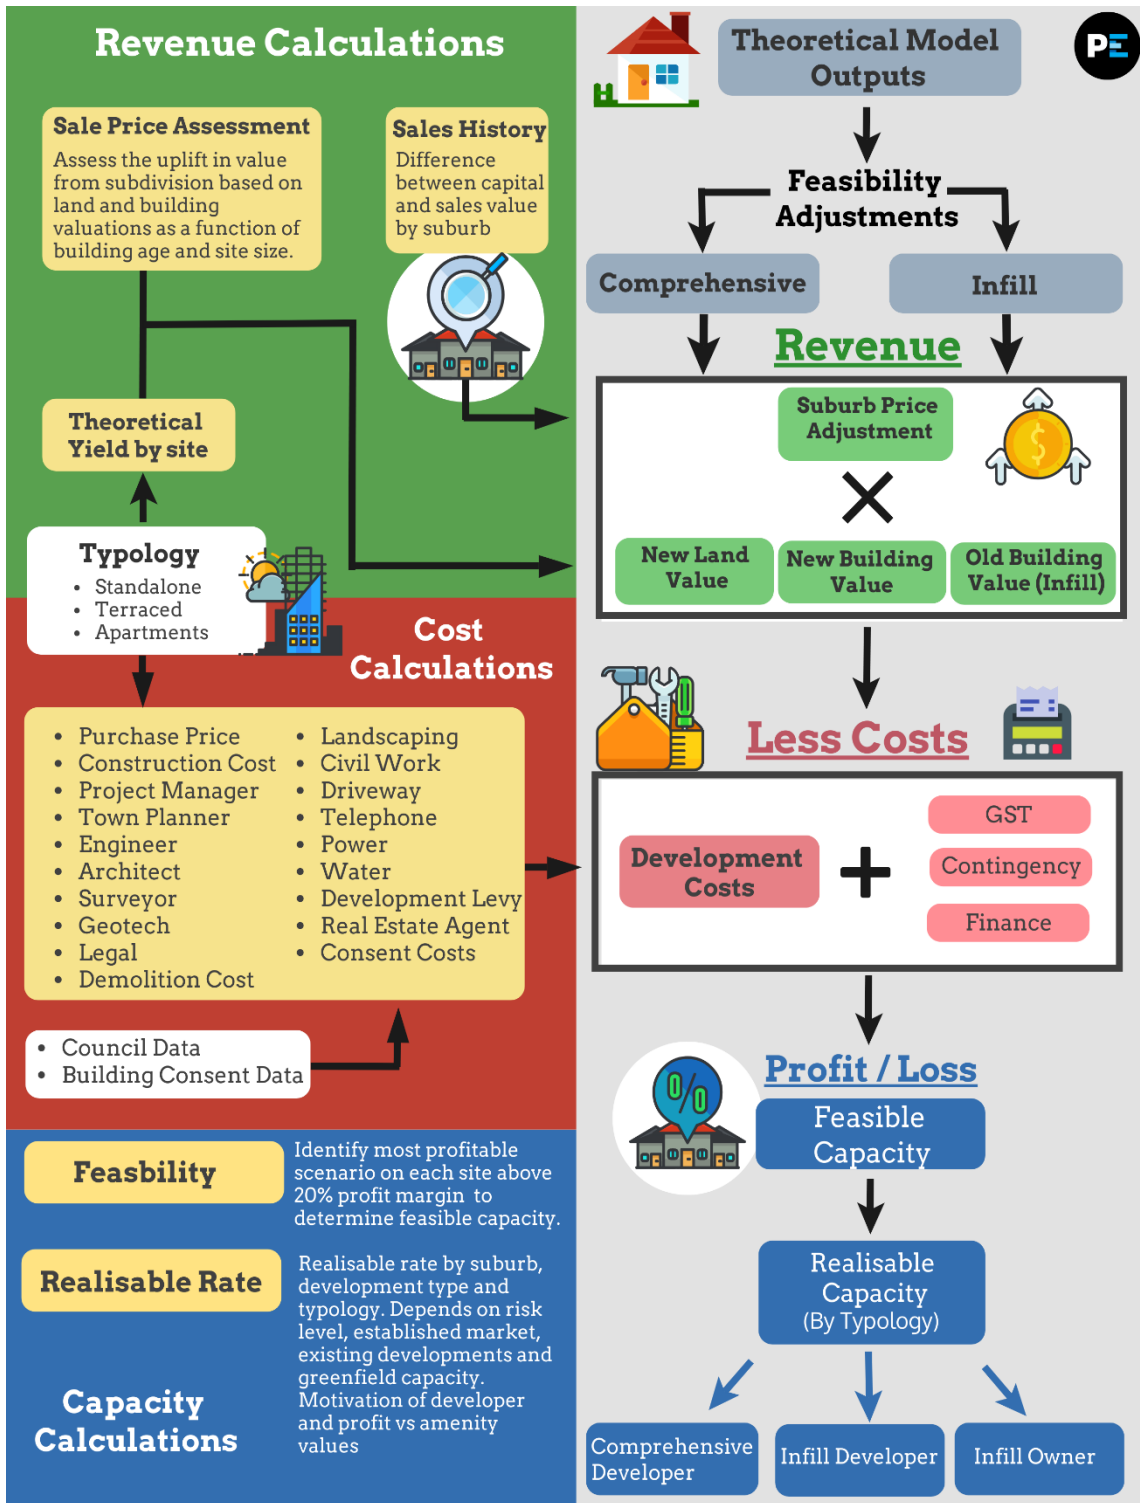 Revenue Calculations
Sale Price Assessment
Assess the uplift in value
from subdivision based on
land and building
valuations as a function of
building age and site size.
Sales History
Difference
between capital
and sales value
by suburb
Theoretical
Yield by site
Typology
• Standalone
• Terraced
• Apartments
Cost
Calculations
• Purchase Price
• Construction Cost
• Project Manager
• Town Planner
• Engineer
• Architect
• Surveyor
• Geotech
• Legal
• Demolition Cost
• Landscaping
• Civil Work
• Driveway
• Telephone
• Power
• Water
• Development Levy
• Real Estate Agent
• Consent Costs
• Council Data
• Building Consent Data
Feasbility
Identify most profitable
scenario on each site above
20% profit margin to
determine feasible capacity.
Realisable Rate
Realisable rate by suburb,
development type and
typology. Depends on risk
level, established market,
existing developments and
greenfield capacity.
Motivation of developer
and profit vs amenity
values
Capacity
Calculations
Theoretical Model
Outputs
PE
Feasibility
Adjustments
Comprehensive
Infill
Revenue
Suburb Price
Adjustment
$
New Land
Value
New Building
Value
Old Building
Value (Infill)
Less Costs
Development
Costs
GST
Contingency
Finance
Profit / Loss
%
Feasible
Capacity
Realisable
Capacity
(By Typology)
Comprehensive
Developer
Infill Developer
Infill Owner